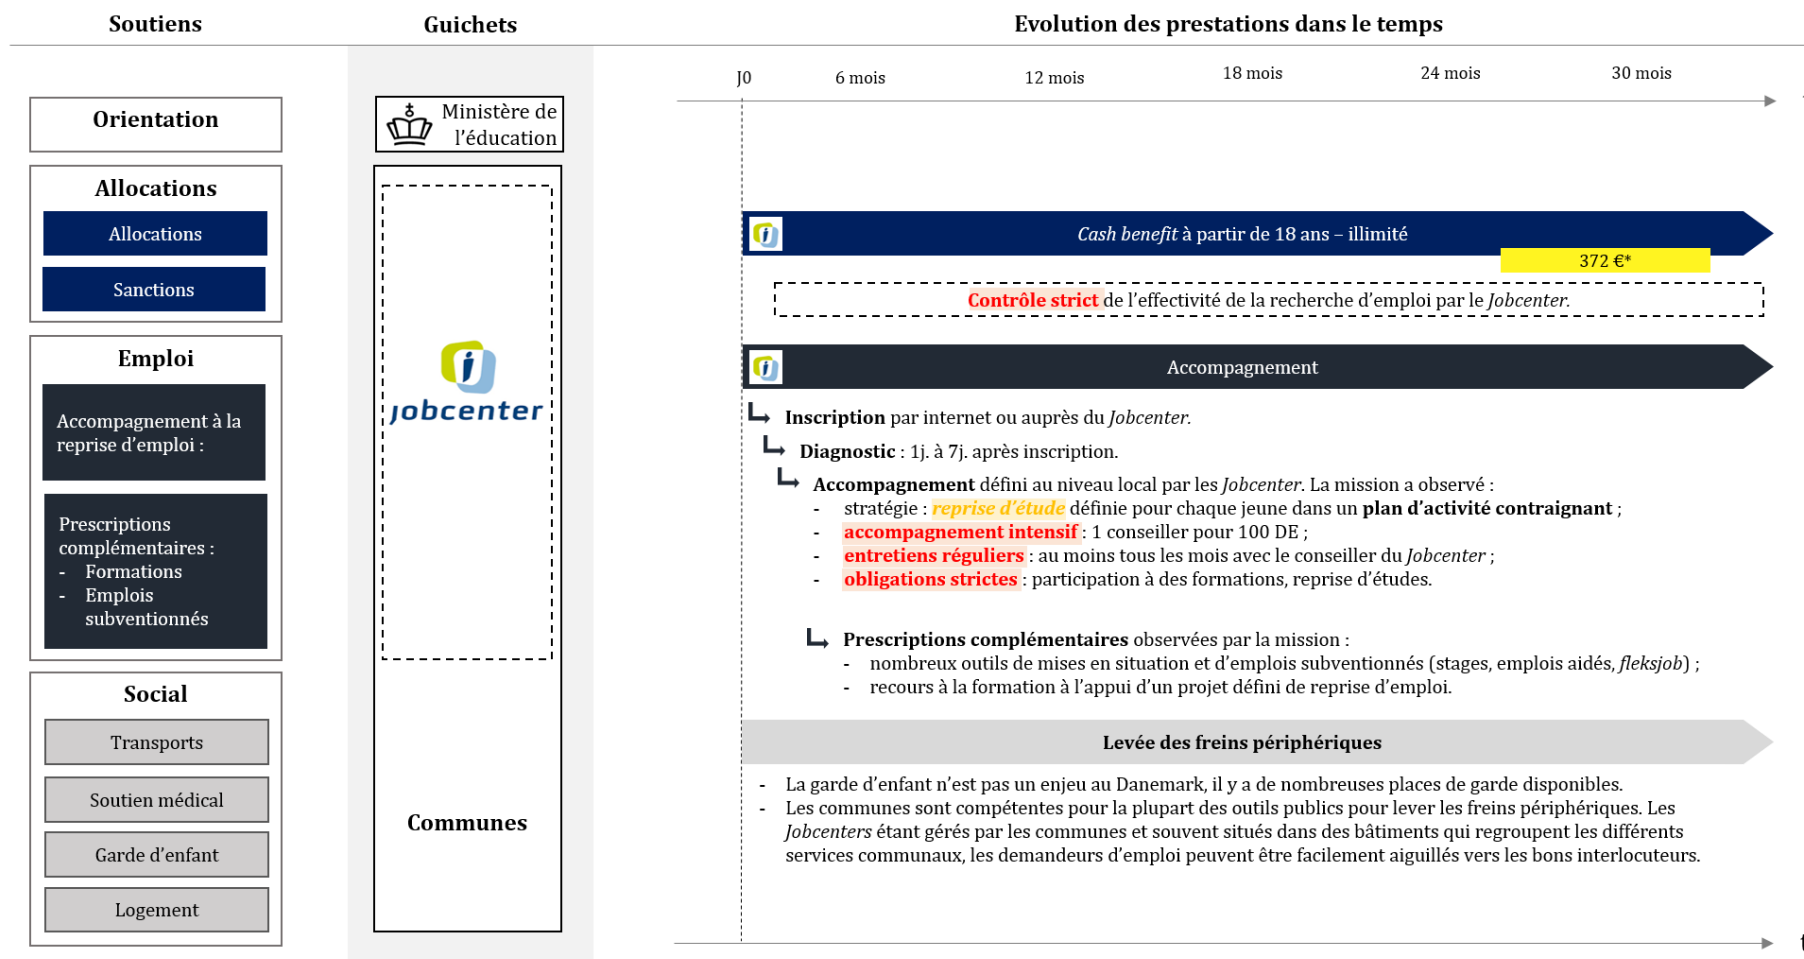 Soutiens
Guichets
Evolution des prestations dans le temps
J0
6 mois
12 mois
18 mois
24 mois
30 mois
Orientation
Ministère de
l'éducation
Allocations
Allocations
Sanctions
Cash benefit à partir de 18 ans – illimité
372 €*
Contrôle strict de l'effectivité de la recherche d'emploi par le Jobcenter.
Emploi
Accompagnement à la
reprise d'emploi :
Prescriptions
complémentaires :
- Formations
- Emplois
subventionnés
jobcenter
Accompagnement
Inscription par internet ou auprès du Jobcenter.
Diagnostic : 1j. à 7j. après inscription.
Accompagnement défini au niveau local par les Jobcenter. La mission a observé :
- stratégie : reprise d'étude définie pour chaque jeune dans un plan d'activité contraignant ;
- accompagnement intensif : 1 conseiller pour 100 DE ;
- entretiens réguliers : au moins tous les mois avec le conseiller du Jobcenter ;
- obligations strictes : participation à des formations, reprise d'études.
Prescriptions complémentaires observées par la mission :
- nombreux outils de mises en situation et d'emplois subventionnés (stages, emplois aidés, fleksjob) ;
- recours à la formation à l'appui d'un projet défini de reprise d'emploi.
Social
Transports
Soutien médical
Garde d'enfant
Logement
Communes
Levée des freins périphériques
- La garde d'enfant n'est pas un enjeu au Danemark, il y a de nombreuses places de garde disponibles.
- Les communes sont compétentes pour la plupart des outils publics pour lever les freins périphériques. Les
Jobcenters étant gérés par les communes et souvent situés dans des bâtiments qui regroupent les différents
services communaux, les demandeurs d'emploi peuvent être facilement aiguillés vers les bons interlocuteurs.
t